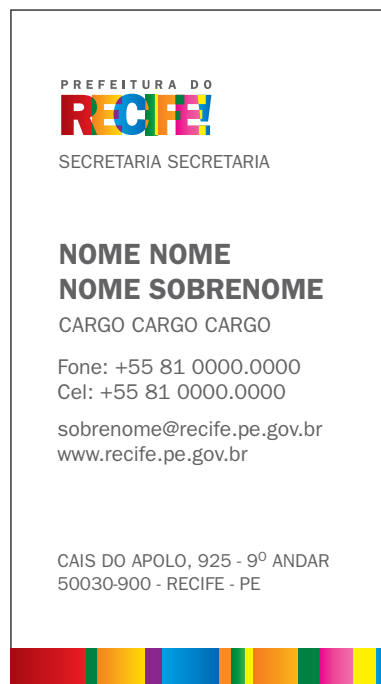 PREFEITURA DO
RECIFE!
SECRETARIA SECRETARIA
NOME NOME
NOME SOBRENOME
CARGO CARGO CARGO
Fone: +55 81 0000.0000
Cel: +55 81 0000.0000
sobrenome@recife.pe.gov.br
www.recife.pe.gov.br
CAIS DO APOLO, 925 - 9º ANDAR
50030-900 - RECIFE - PE